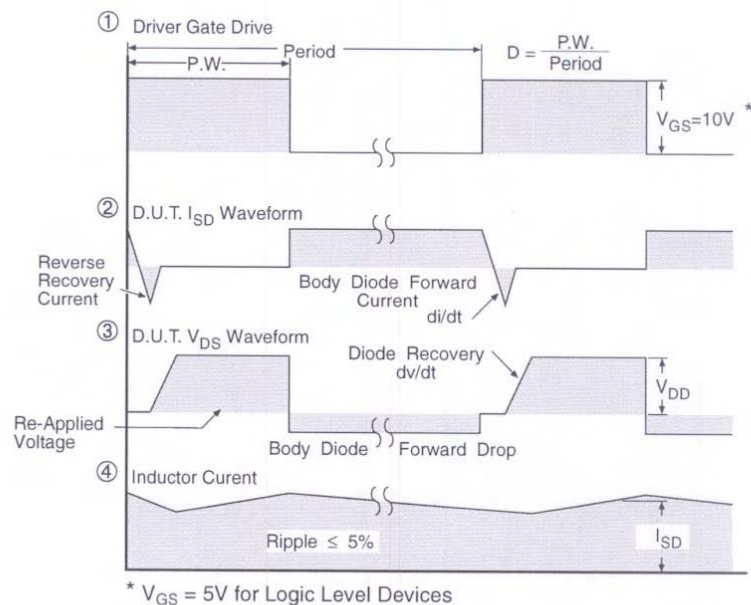 ① Driver Gate Drive
Period
P.W.
D = P.W. / Period
V_GS=10V *
② D.U.T. I_SD Waveform
Reverse
Recovery
Current
Body Diode Forward
Current
di/dt
③ D.U.T. V_DS Waveform
Diode Recovery
dv/dt
V_DD
Re-Applied
Voltage
Body Diode Forward Drop
④ Inductor Curent
Ripple ≤ 5%
I_SD
* V_GS = 5V for Logic Level Devices